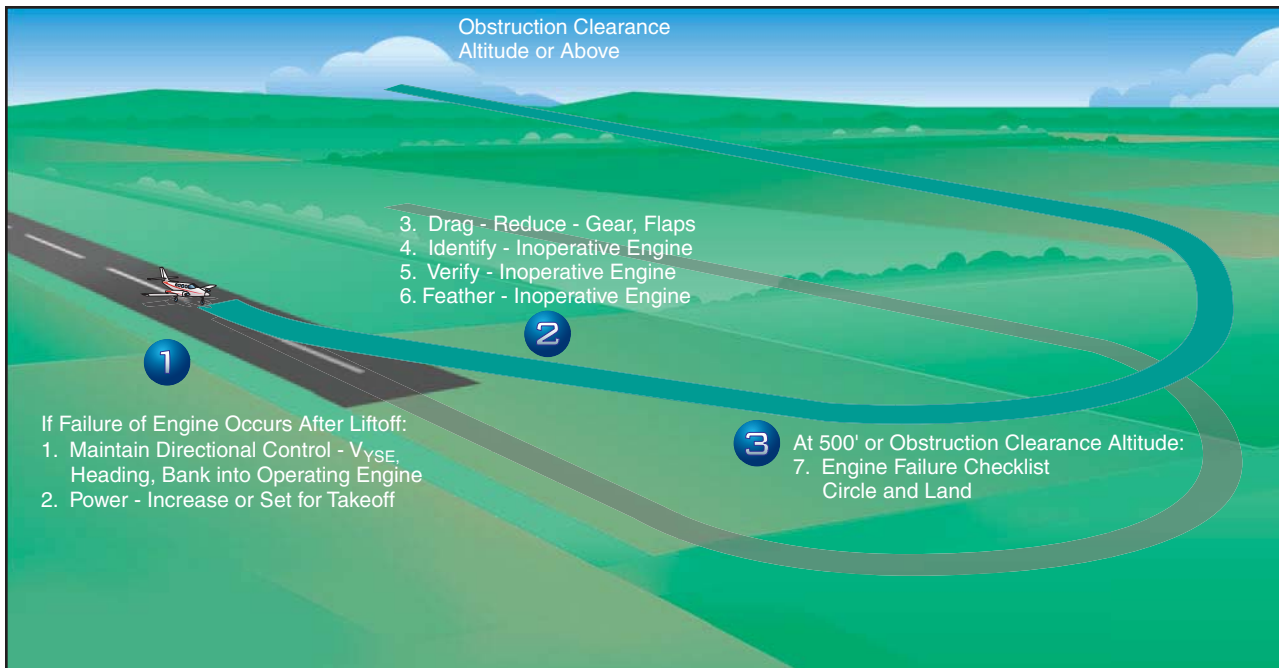 Obstruction Clearance
Altitude or Above
3. Drag - Reduce - Gear, Flaps
4. Identify - Inoperative Engine
5. Verify - Inoperative Engine
6. Feather - Inoperative Engine
2
1
If Failure of Engine Occurs After Liftoff:
1. Maintain Directional Control - VYSE,
Heading, Bank into Operating Engine
2. Power - Increase or Set for Takeoff
3
At 500' or Obstruction Clearance Altitude:
7. Engine Failure Checklist
Circle and Land